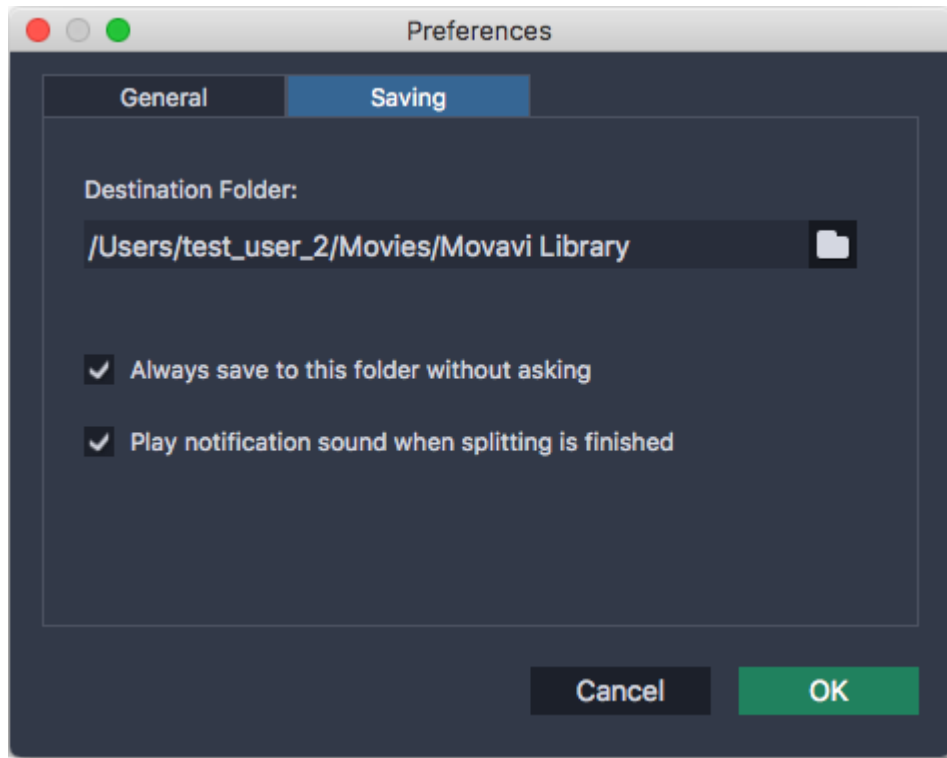 Preferences
General
Saving
Destination Folder:
/Users/test_user_2/Movies/Movavi Library
Always save to this folder without asking
Play notification sound when splitting is finished
Cancel
OK